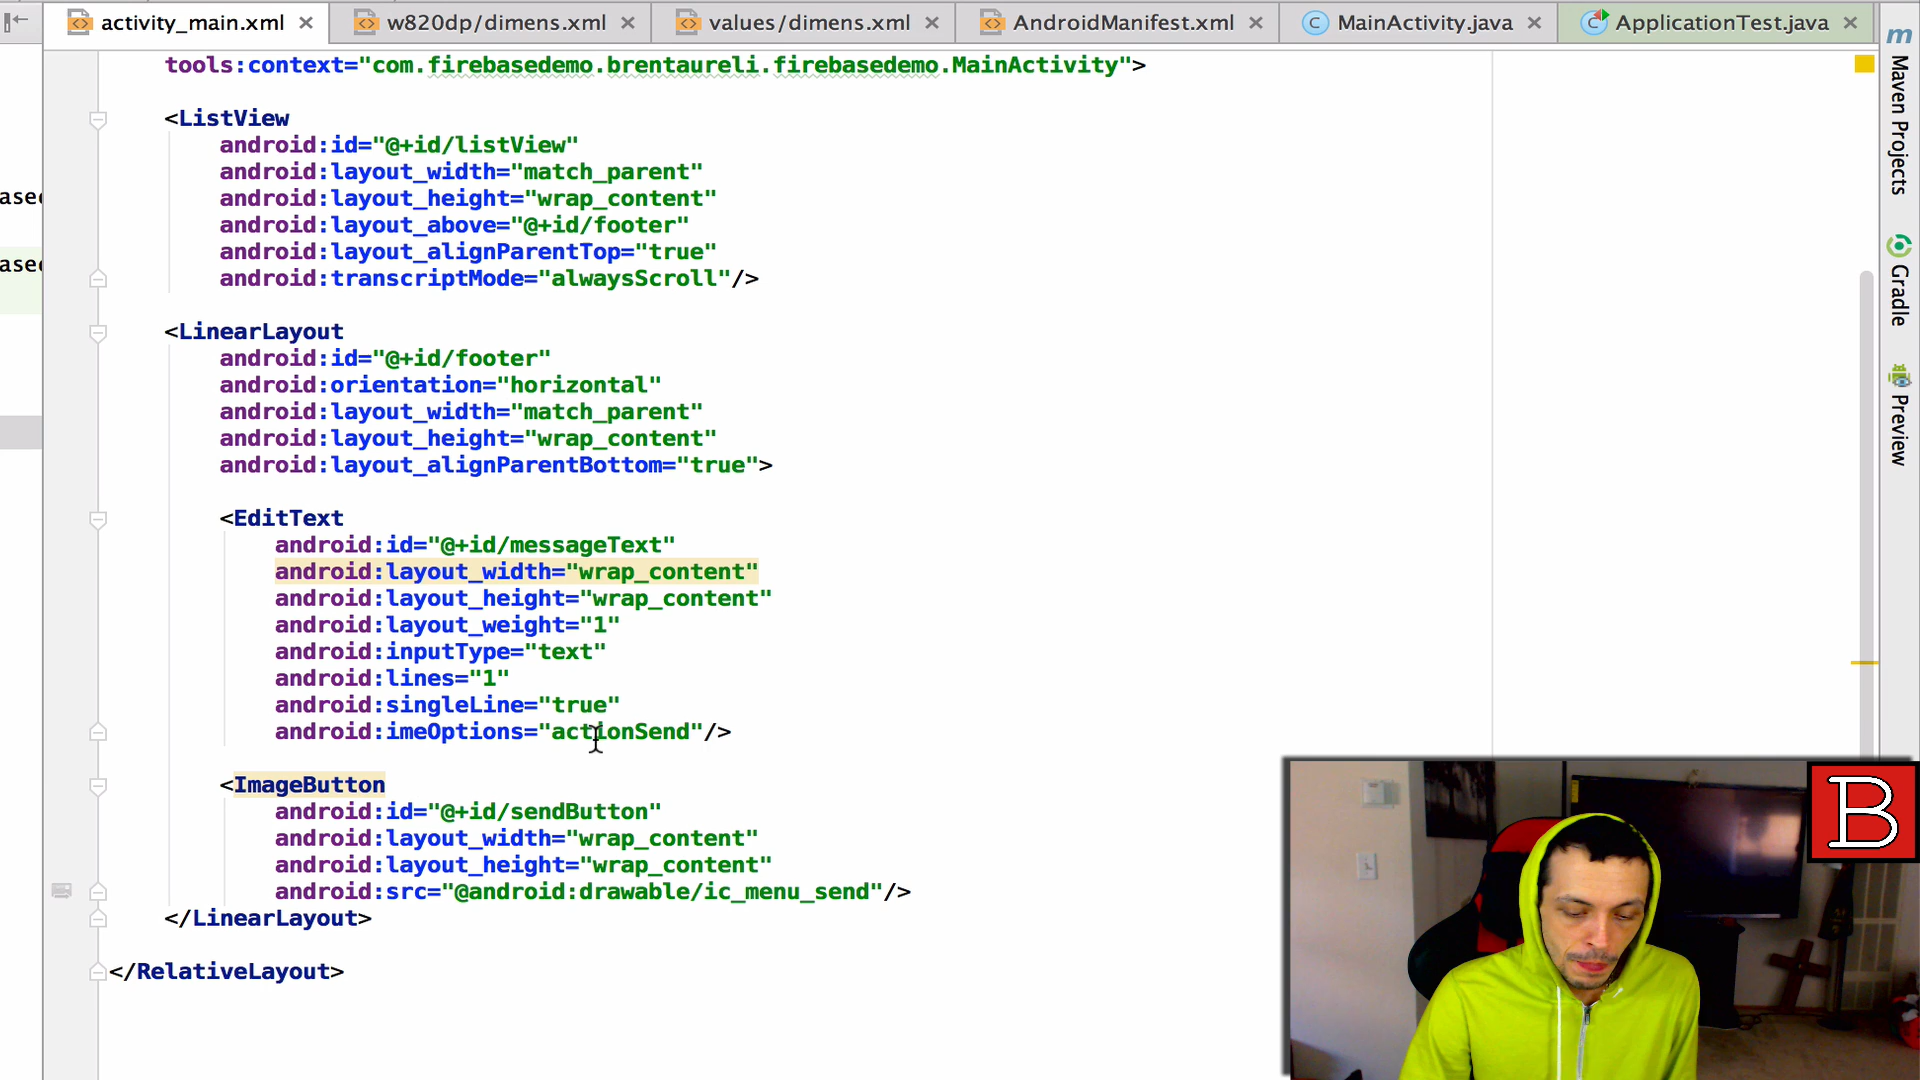 activity_main.xml
w820dp/dimens.xml
values/dimens.xml
AndroidManifest.xml
MainActivity.java
ApplicationTest.java
tools:context="com.firebasedemo.brentaureli.firebasedemo.MainActivity">
<ListView
android:id="@+id/listView"
android:layout_width="match_parent"
android:layout_height="wrap_content"
android:layout_above="@+id/footer"
android:layout_alignParentTop="true"
android:transcriptMode="alwaysScroll"/>
<LinearLayout
android:id="@+id/footer"
android:orientation="horizontal"
android:layout_width="match_parent"
android:layout_height="wrap_content"
android:layout_alignParentBottom="true">
<EditText
android:id="@+id/messageText"
android:layout_width="wrap_content"
android:layout_height="wrap_content"
android:layout_weight="1"
android:inputType="text"
android:lines="1"
android:singleLine="true"
android:imeOptions="actionSend"/>
<ImageButton
android:id="@+id/sendButton"
android:layout_width="wrap_content"
android:layout_height="wrap_content"
android:src="@android:drawable/ic_menu_send"/>
</LinearLayout>
</RelativeLayout>
m
Maven Projects
Gradle
Preview
B